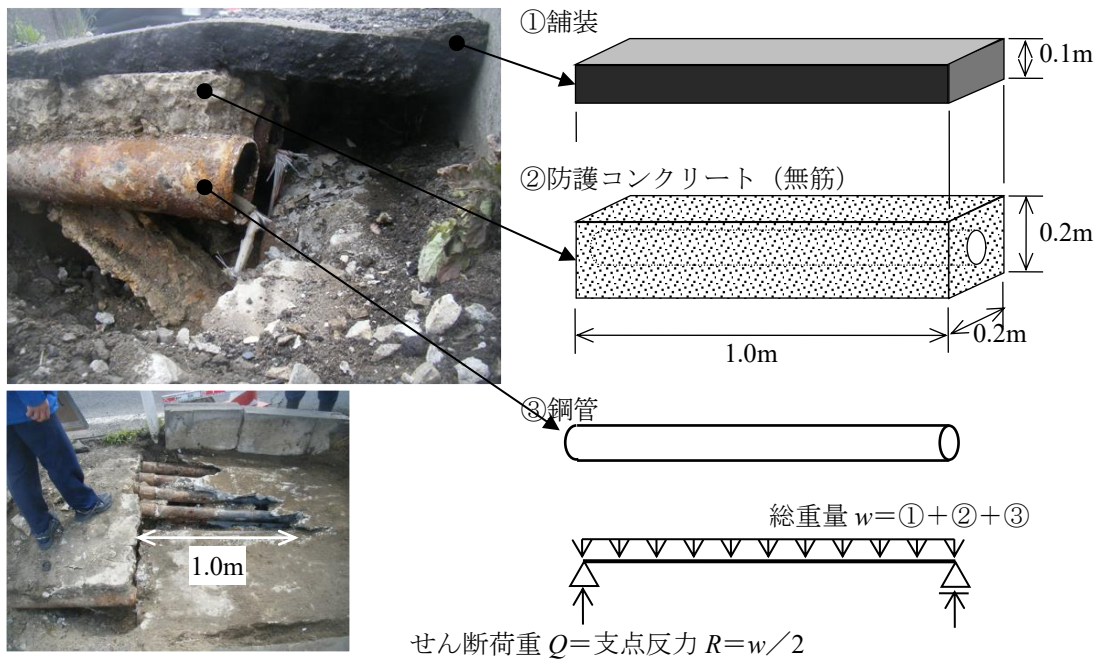 ①舗装
0.1m
②防護コンクリート（無筋）
0.2m
0.2m
1.0m
③鋼管
総重量 w＝①＋②＋③
1.0m
せん断荷重 Q＝支点反力 R＝w／2